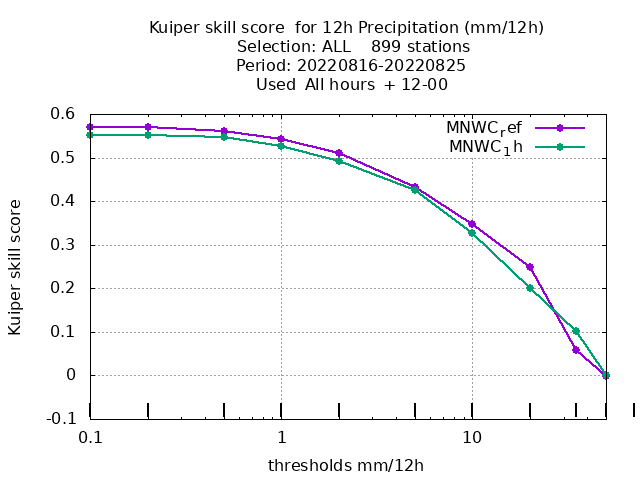 Kuiper skill score  for 12h Precipitation (mm/12h)
Selection: ALL    899 stations
Period: 20220816-20220825
Used  All hours  + 12-00
MNWC_ref
MNWC_1h
0.6
0.5
0.4
0.3
0.2
0.1
0
-0.1
Kuiper skill score
0.1 1 10
thresholds mm/12h